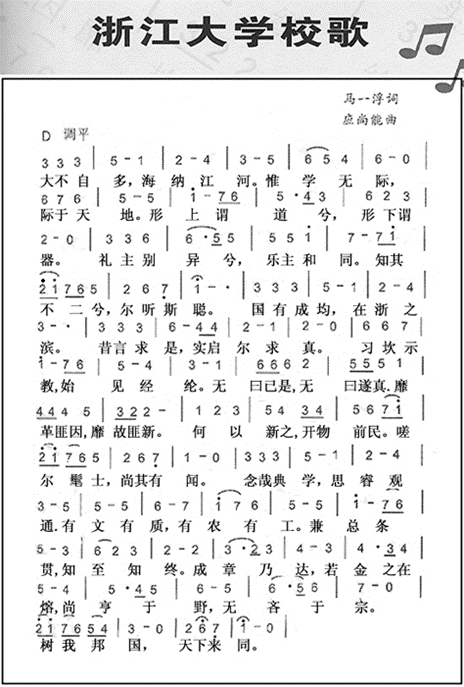 浙江大学校歌
马一浮词
D 调平
应尚能曲
3 3 3 | 5 - 1 | 2 - 4 | 3 - 5 | 6 5 4 | 6 - 0 |
大不自多，海纳江河。惟学无际，
6 7 6 | 5 - 5 | 1 - 7 6 | 5 · 4 3 | 6 2 3 |
际于天地。形上谓道兮，形下谓
2 - 0 | 3 3 6 | 6 · 5 5 | 5 5 1 | 7 - 7 1 |
器。礼主别异兮，乐主和同。知其
2 1 7 6 5 | 2 6 7 | 1 - · | 3 3 3 | 5 - 1 | 2 - 4 |
不二兮，尔听斯聪。国有成均，在浙之
3 - · | 3 3 3 | 6 - 4 4 | 2 - 1 | 2 - 0 |
滨。昔言求是，实启尔求真。习坎示
1 - 7 6 | 5 - 4 | 3 - 1 | 6 6 6 2 | 5 5 5 5 |
教，始见经纶。无曰已是，无曰遂真.靡
4 4 4 5 | 3 2 2 - | 1 2 3 | 5 4 3 4 | 5 6 7 1 |
革匪因，靡故匪新。何以新之，开物前民。嗟
2 1 7 6 5 | 2 6 7 | 1 - 0 | 3 3 3 | 5 - 1 | 2 - 4 |
尔髦士，尚其有闻。念哉典学，思睿观
3 - 5 | 5 - 5 | 6 - 7 | 6 - 3 | 5 - 5 | 1 - 7 6 |
通.有文有质，有农有工。兼总条
5 - 3 | 6 2 3 | 2 - 2 | 2 - 4 | 3 · 2 3 | 4 - 3 4 |
贯，知至知终。成章乃达，若金之在
5 - 4 | 5 · 4 5 | 6 - 6 | 6 · 5 6 | 7 - 6 7 |
熔，尚亨于野，无吝于宗。
2 1 7 6 5 4 | 3 - 0 | 2 6 7 | 1 - 0 |
树我邦国，天下来同。